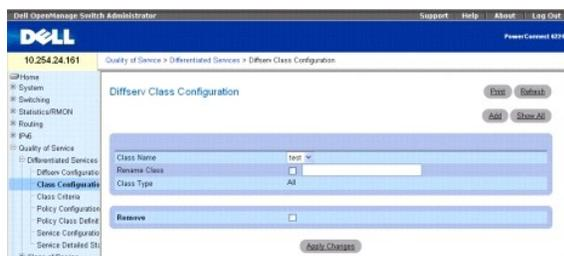 Dell OpenManage Switch Administrator
Support Help About Log Out
DELL
PowerConnect
10.254.24.161
Quality of Service > Differentiated Services > Diffserv Class Configuration
Home
System
Switching
Statistics/RMON
Routing
IPv6
Quality of Service
Differentiated Services
Diffserv Configuratio
Class Configuratio
Class Criteria
Policy Configuration
Policy Class Definit
Service Configuratio
Service Detailed Sta
Diffserv Class Configuration
Print Refresh
Add Show All
Class Name test
Rename Class
Class Type All
Remove
Apply Changes